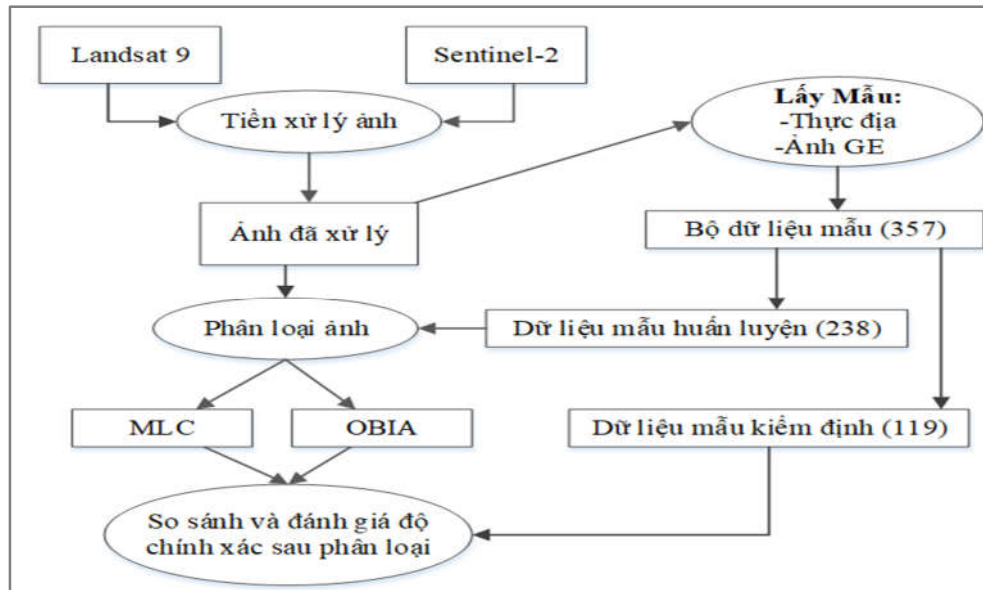 Landsat 9
Sentinel-2
Tiền xử lý ảnh
Lấy Mẫu:
-Thực địa
-Ảnh GE
Ảnh đã xử lý
Bộ dữ liệu mẫu (357)
Phân loại ảnh
Dữ liệu mẫu huấn luyện (238)
MLC
OBIA
Dữ liệu mẫu kiểm định (119)
So sánh và đánh giá độ
chính xác sau phân loại